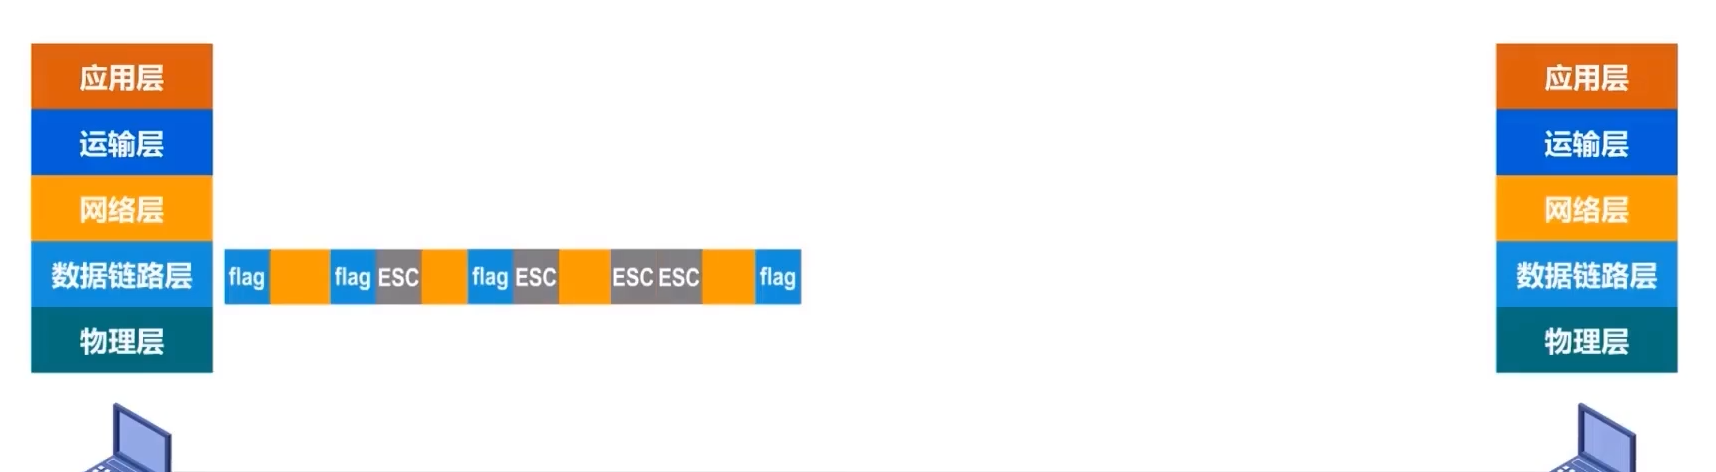 应用层
运输层
网络层
数据链路层
物理层
flag flag ESC flag ESC ESC ESC flag
应用层
运输层
网络层
数据链路层
物理层